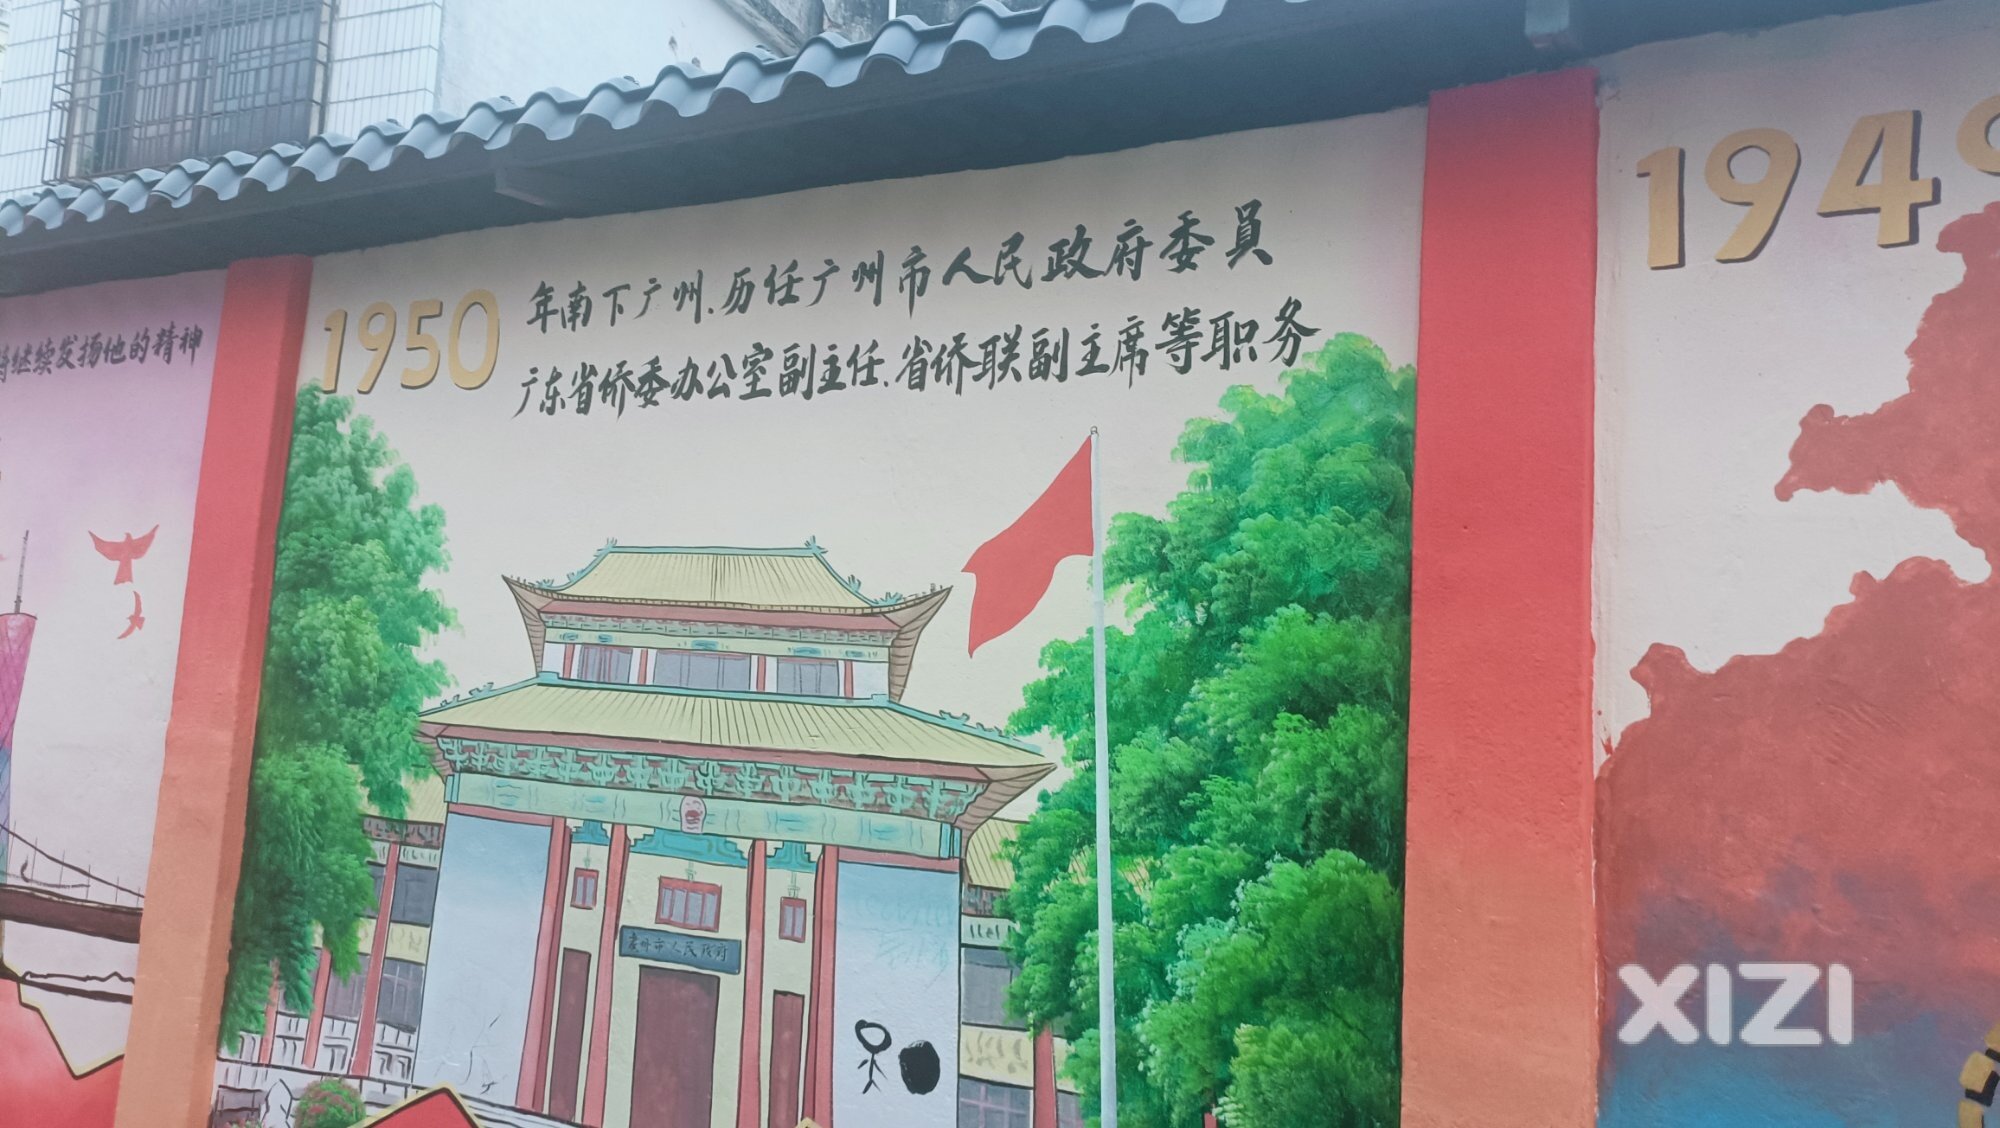 将继续发扬他的精神
1950
年南下广州.历任广州市人民政府委员
广东省侨委办公室副主任.省侨联副主席等职务
广州市人民政府
1949
XIZI